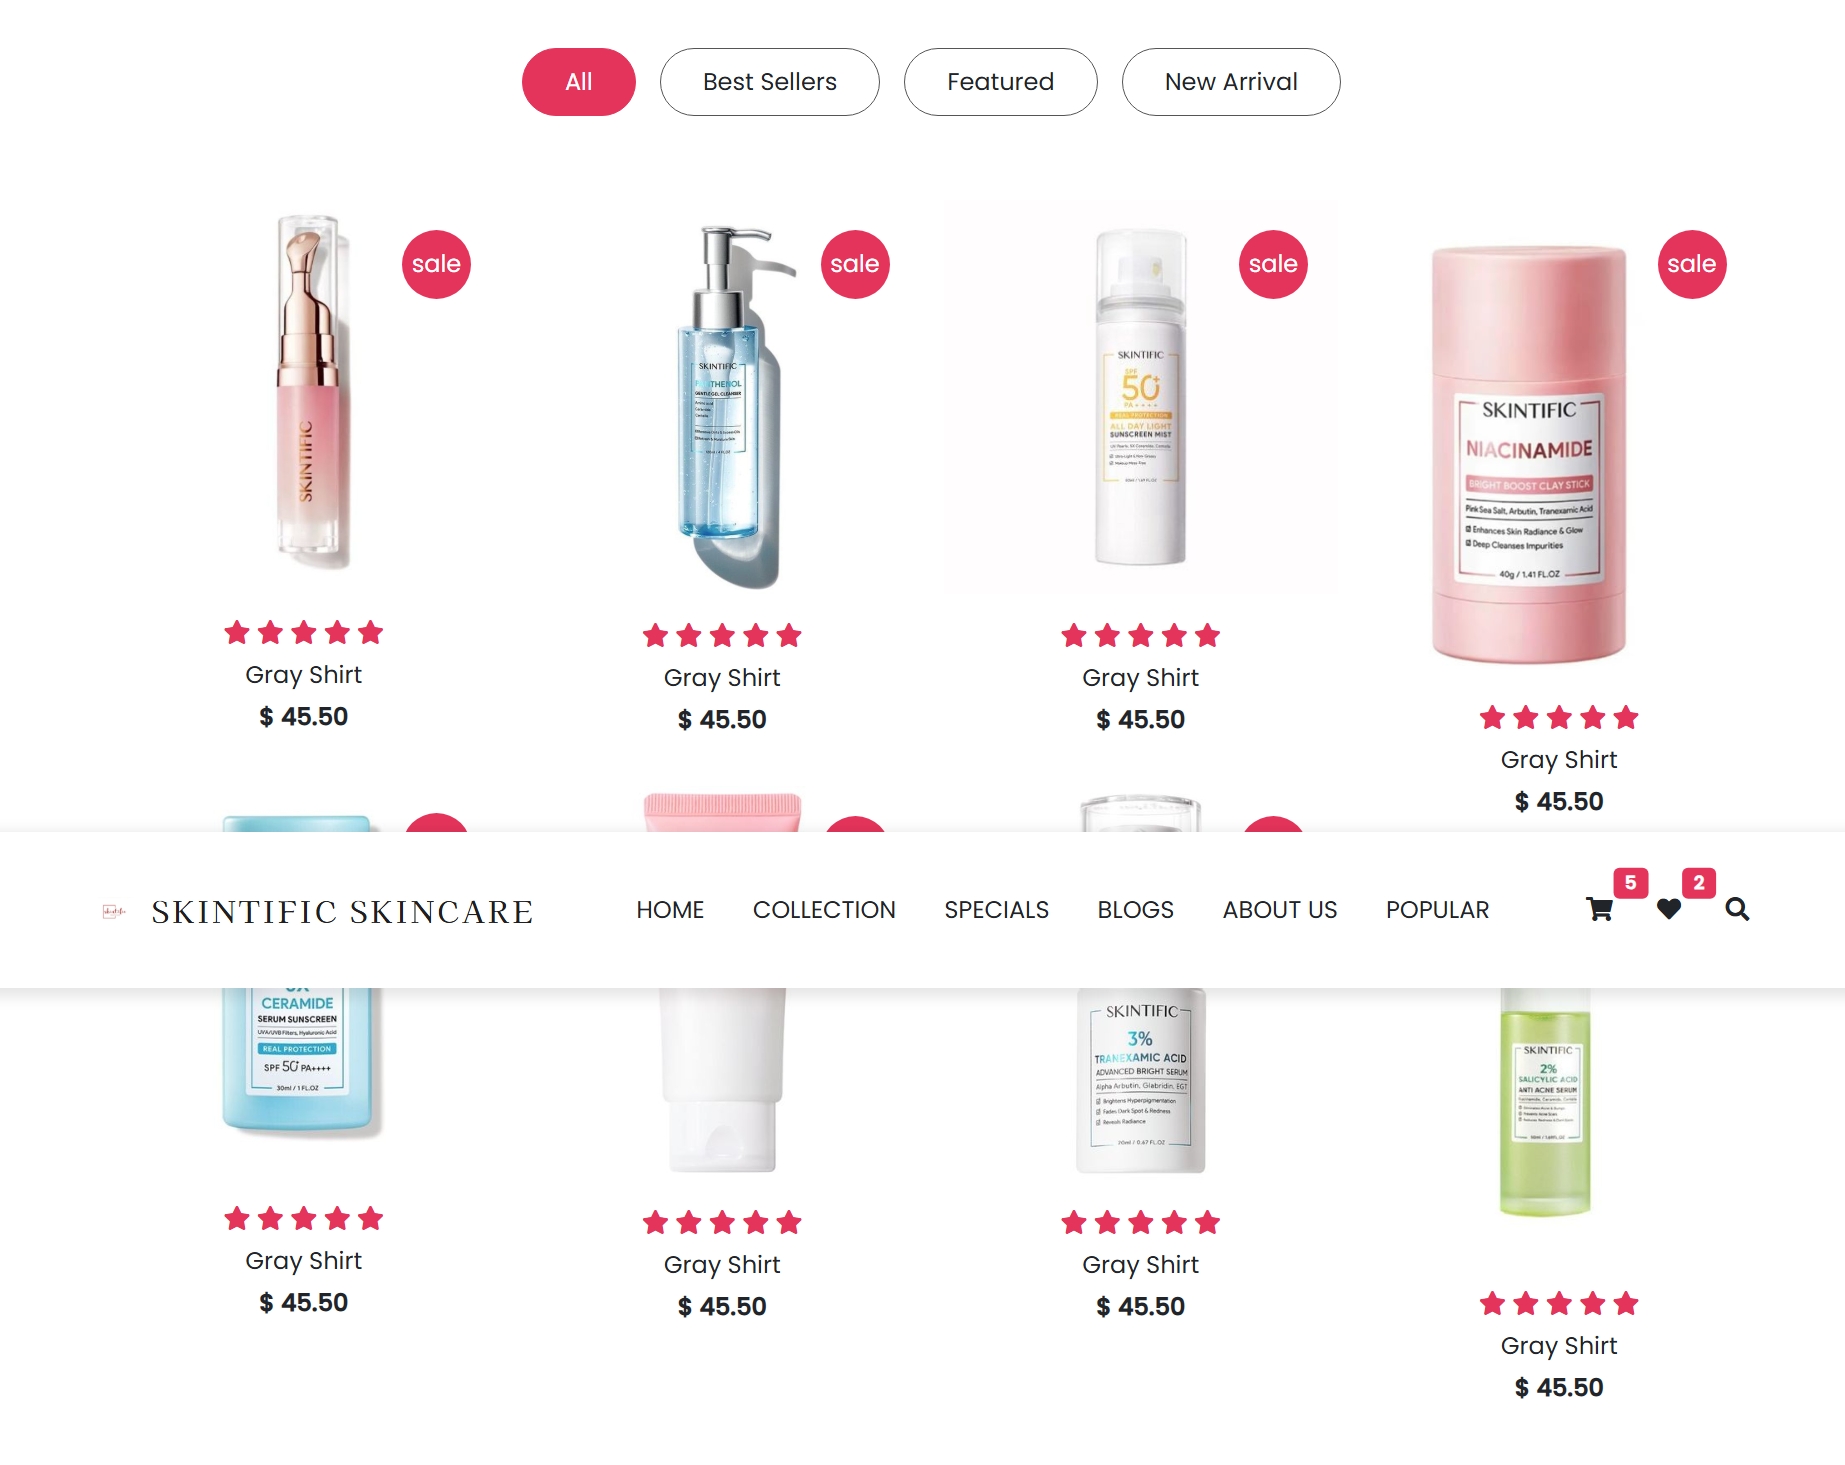 All
Best Sellers
Featured
New Arrival
sale
sale
sale
sale
SKINTIFIC
SKINTIFIC
PANTHENOL
GENTLE GEL CLEANSER
SKINTIFIC
SPF
50+
PA++++
REAL PROTECTION
ALL DAY LIGHT
SUNSCREEN MIST
SKINTIFIC
NIACINAMIDE
BRIGHT BOOST CLAY STICK
Pink Sea Salt, Arbutin, Tranexamic Acid
Enhances Skin Radiance & Glow
Deep Cleanses Impurities
40g / 1.41 FL.OZ
Gray Shirt
$ 45.50
Gray Shirt
$ 45.50
Gray Shirt
$ 45.50
Gray Shirt
$ 45.50
SKINTIFIC SKINCARE
HOME
COLLECTION
SPECIALS
BLOGS
ABOUT US
POPULAR
5
2
CERAMIDE
SERUM SUNSCREEN
UVA/UVB Filters, Hyaluronic Acid
REAL PROTECTION
SPF 50+ PA++++
30ml / 1 FL.OZ
SKINTIFIC
3%
TRANEXAMIC ACID
ADVANCED BRIGHT SERUM
Alpha Arbutin, Glabridin, EGT
Brightens Hyperpigmentation
Fades Dark Spot & Redness
Reveals Radiance
20ml / 0.67 FL.OZ
SKINTIFIC
2%
SALICYLIC ACID
ANTI ACNE SERUM
Gray Shirt
$ 45.50
Gray Shirt
$ 45.50
Gray Shirt
$ 45.50
Gray Shirt
$ 45.50